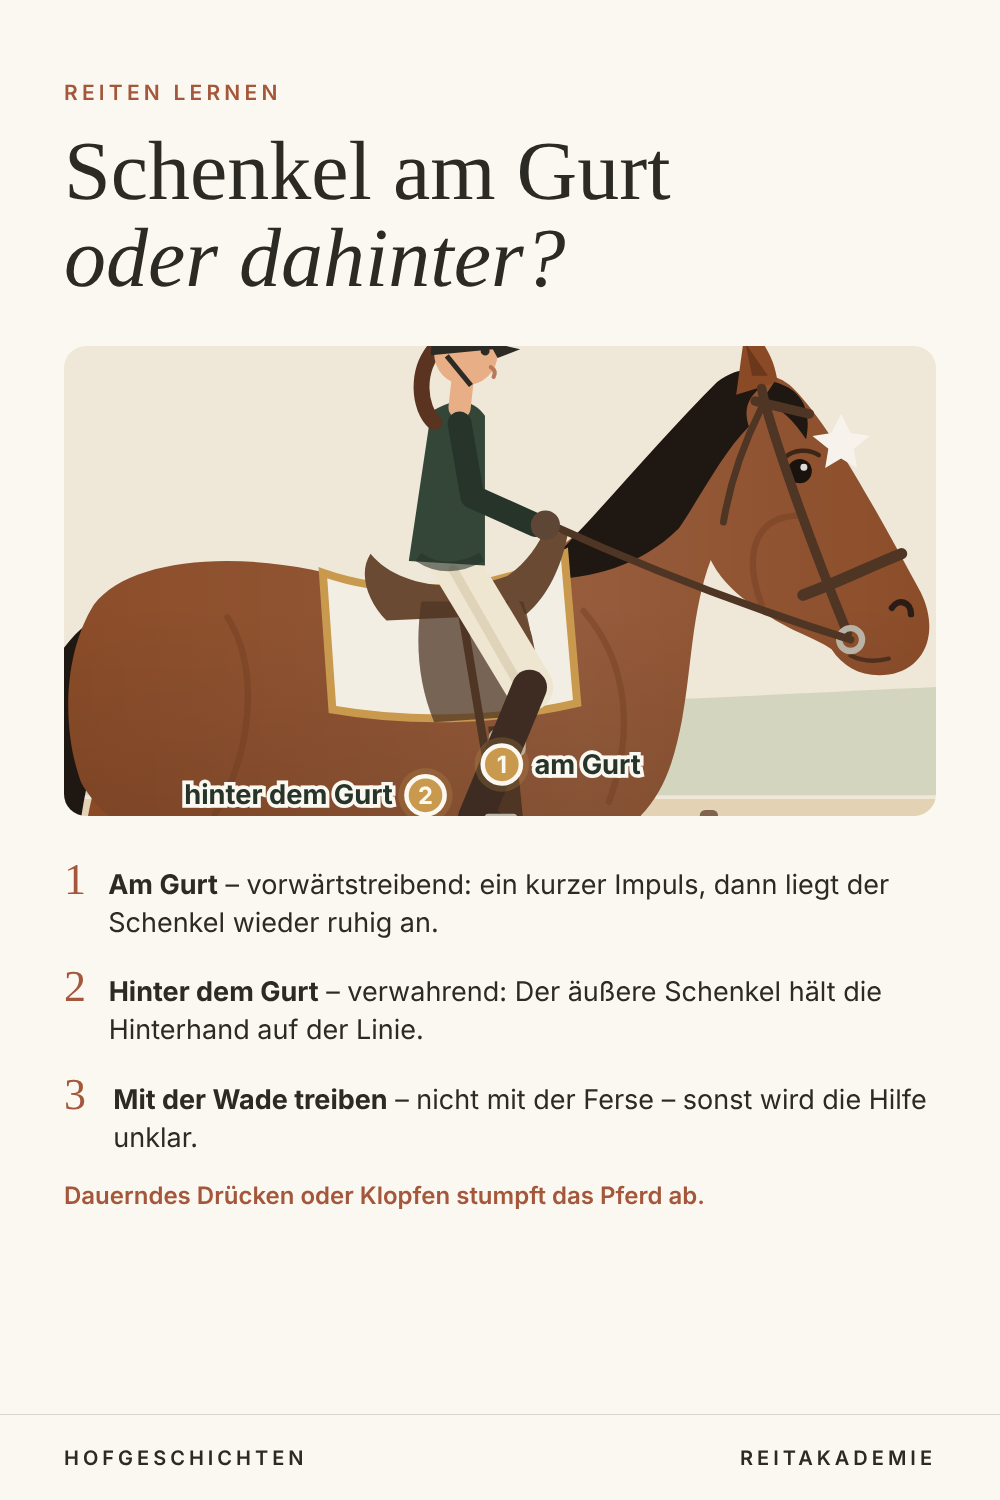 REITEN LERNEN
Schenkel am Gurt
oder dahinter?
1 am Gurt
hinter dem Gurt 2
1 Am Gurt – vorwärtstreibend: ein kurzer Impuls, dann liegt der
Schenkel wieder ruhig an.
2 Hinter dem Gurt – verwahrend: Der äußere Schenkel hält die
Hinterhand auf der Linie.
3 Mit der Wade treiben – nicht mit der Ferse – sonst wird die Hilfe
unklar.
Dauerndes Drücken oder Klopfen stumpft das Pferd ab.
HOFGESCHICHTEN
REITAKADEMIE